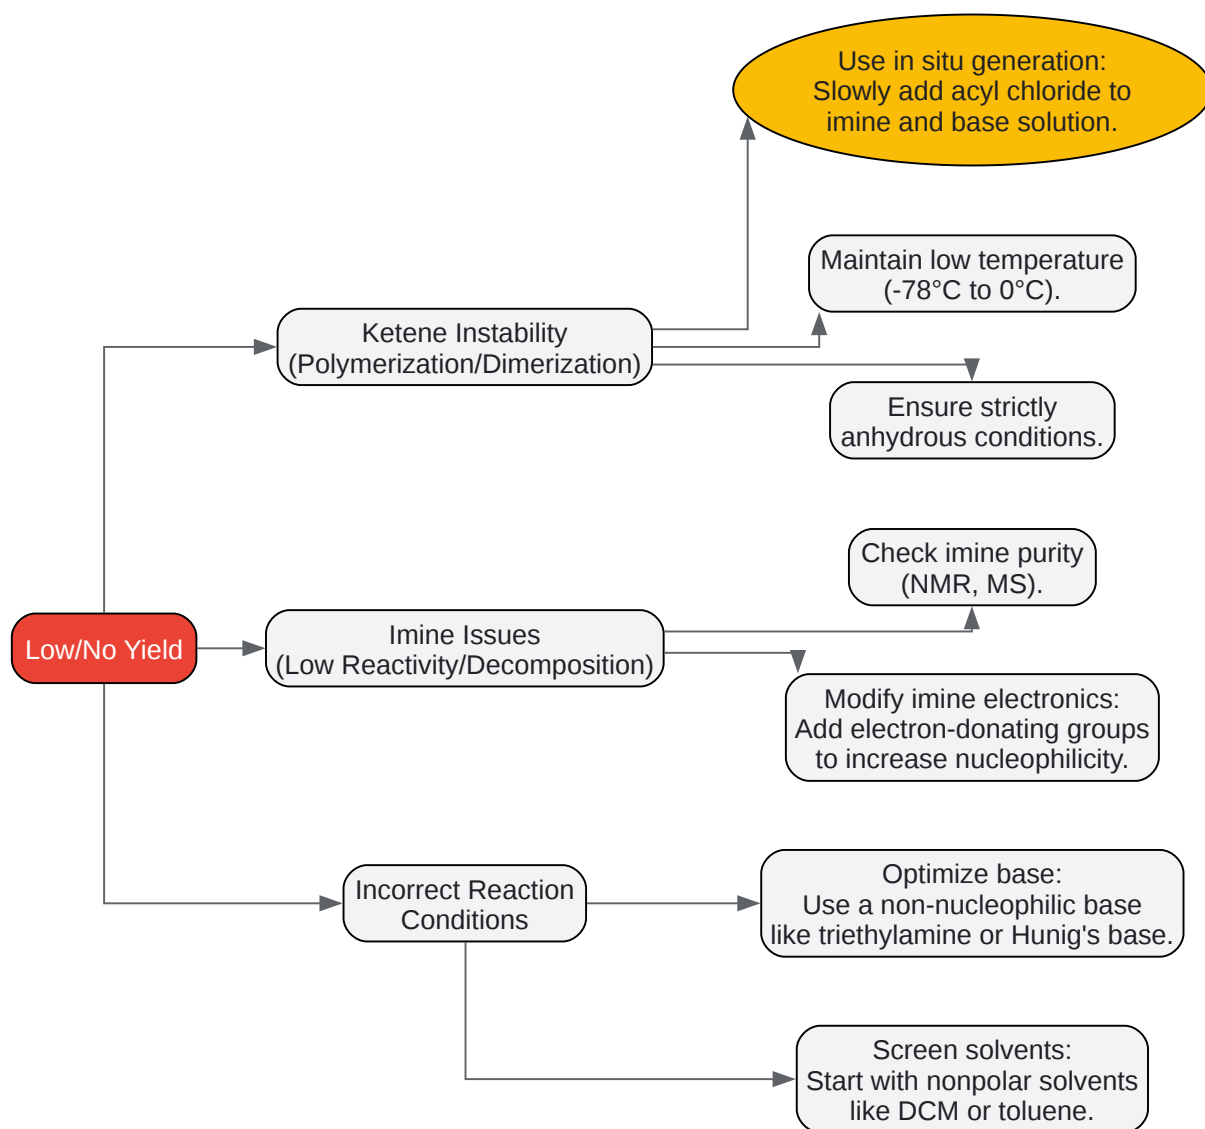 Use in situ generation:
Slowly add acyl chloride to
imine and base solution.
Maintain low temperature
(-78°C to 0°C).
Ketene Instability
(Polymerization/Dimerization)
Ensure strictly
anhydrous conditions.
Check imine purity
(NMR, MS).
Low/No Yield
Imine Issues
(Low Reactivity/Decomposition)
Modify imine electronics:
Add electron-donating groups
to increase nucleophilicity.
Incorrect Reaction
Conditions
Optimize base:
Use a non-nucleophilic base
like triethylamine or Hunig's base.
Screen solvents:
Start with nonpolar solvents
like DCM or toluene.